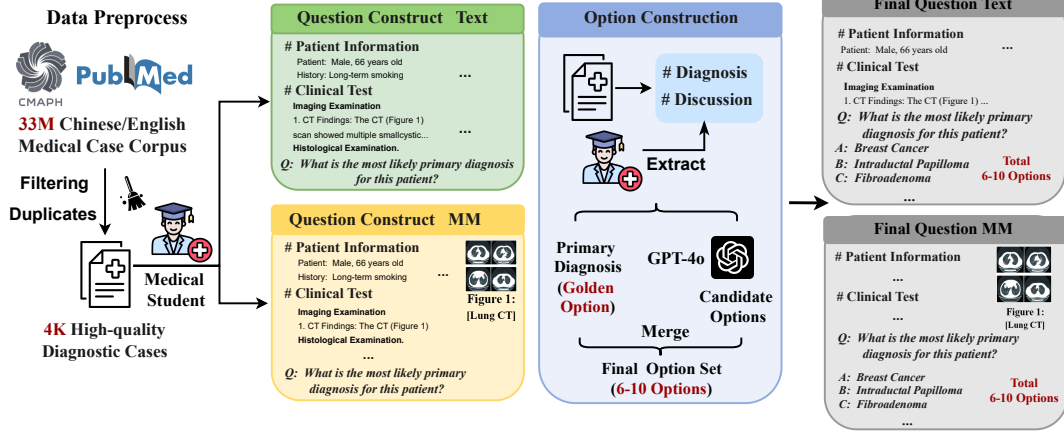 Data Preprocess
CMAPH
PubMed
33M Chinese/English
Medical Case Corpus
Filtering
Duplicates
Medical
Student
4K High-quality
Diagnostic Cases
Question Construct Text
# Patient Information
Patient: Male, 66 years old
History: Long-term smoking
...
# Clinical Test
Imaging Examination
1. CT Findings: The CT (Figure 1)
scan showed multiple smallcystic...
...
Histological Examination.
Q: What is the most likely primary diagnosis
for this patient?
Question Construct MM
# Patient Information
Patient: Male, 66 years old
History: Long-term smoking
...
# Clinical Test
Imaging Examination
1. CT Findings: The CT (Figure 1)
Histological Examination.
...
Figure 1:
[Lung CT]
Q: What is the most likely primary
diagnosis for this patient?
Option Construction
# Diagnosis
# Discussion
Extract
Primary
Diagnosis
(Golden
Option)
GPT-4o
Candidate
Options
Merge
Final Option Set
(6-10 Options)
Final Question Text
# Patient Information
Patient: Male, 66 years old
...
# Clinical Test
Imaging Examination
1. CT Findings: The CT (Figure 1) ...
Q: What is the most likely primary
diagnosis for this patient?
A: Breast Cancer
B: Intraductal Papilloma
C: Fibroadenoma
...
Total
6-10 Options
Final Question MM
# Patient Information
...
# Clinical Test
...
Figure 1:
[Lung CT]
Q: What is the most likely primary
diagnosis for this patient?
A: Breast Cancer
B: Intraductal Papilloma
C: Fibroadenoma
...
Total
6-10 Options